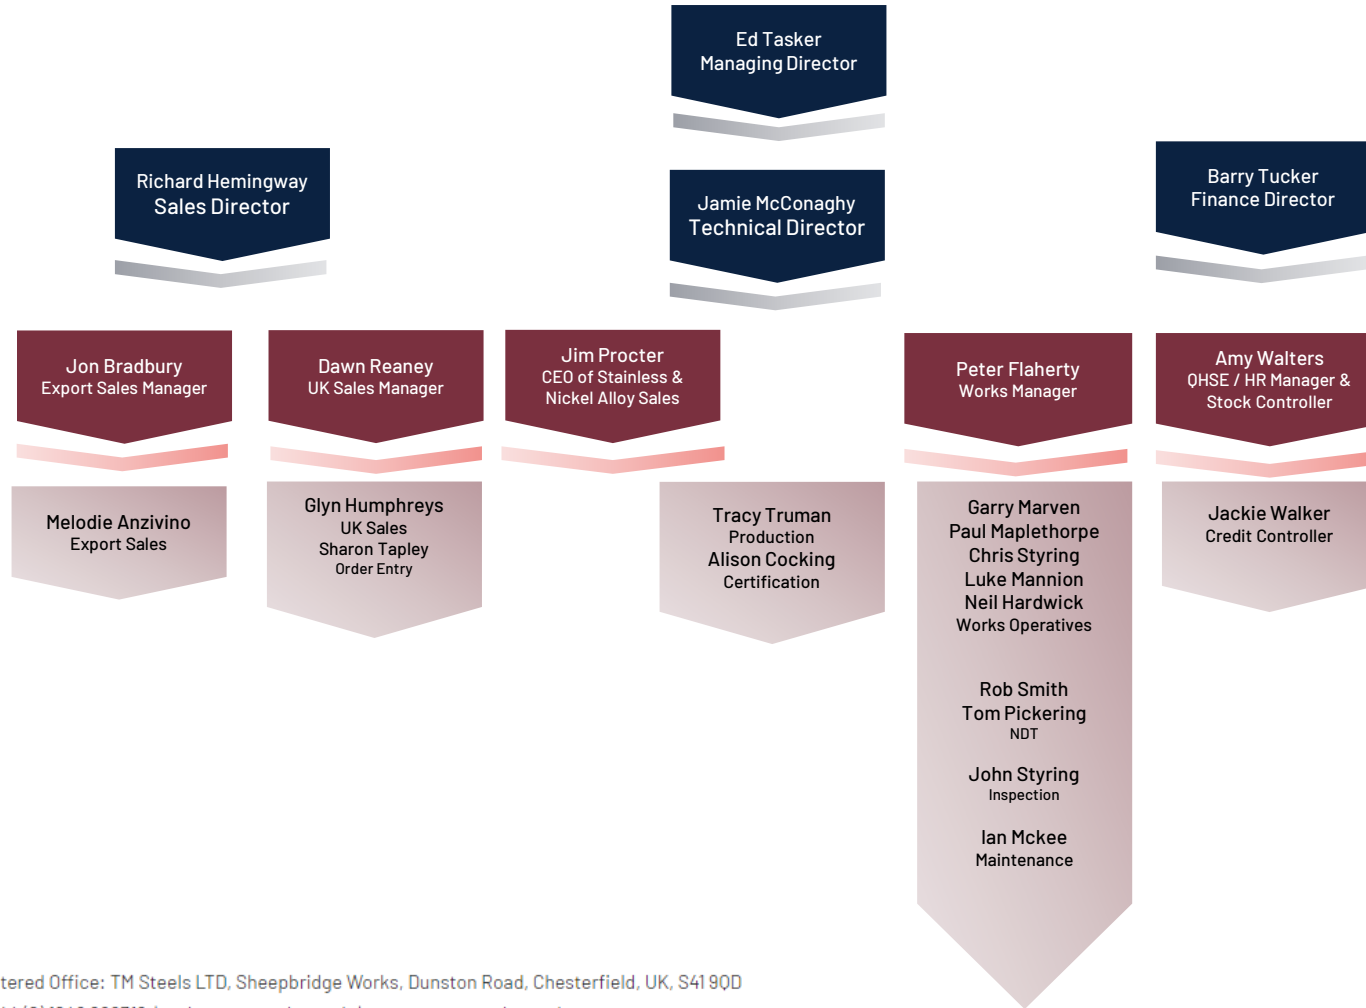 Ed Tasker
Managing Director
Richard Hemingway
Sales Director
Jamie McConaghy
Technical Director
Barry Tucker
Finance Director
Jon Bradbury
Export Sales Manager
Dawn Reaney
UK Sales Manager
Jim Procter
CEO of Stainless &
Nickel Alloy Sales
Peter Flaherty
Works Manager
Amy Walters
QHSE / HR Manager &
Stock Controller
Melodie Anzivino
Export Sales
Glyn Humphreys
UK Sales
Sharon Tapley
Order Entry
Tracy Truman
Production
Alison Cocking
Certification
Garry Marven
Paul Maplethorpe
Chris Styring
Luke Mannion
Neil Hardwick
Works Operatives
Rob Smith
Tom Pickering
NDT
John Styring
Inspection
Ian Mckee
Maintenance
Jackie Walker
Credit Controller
tered Office: TM Steels LTD, Sheepbridge Works, Dunston Road, Chesterfield, UK, S41 9QD